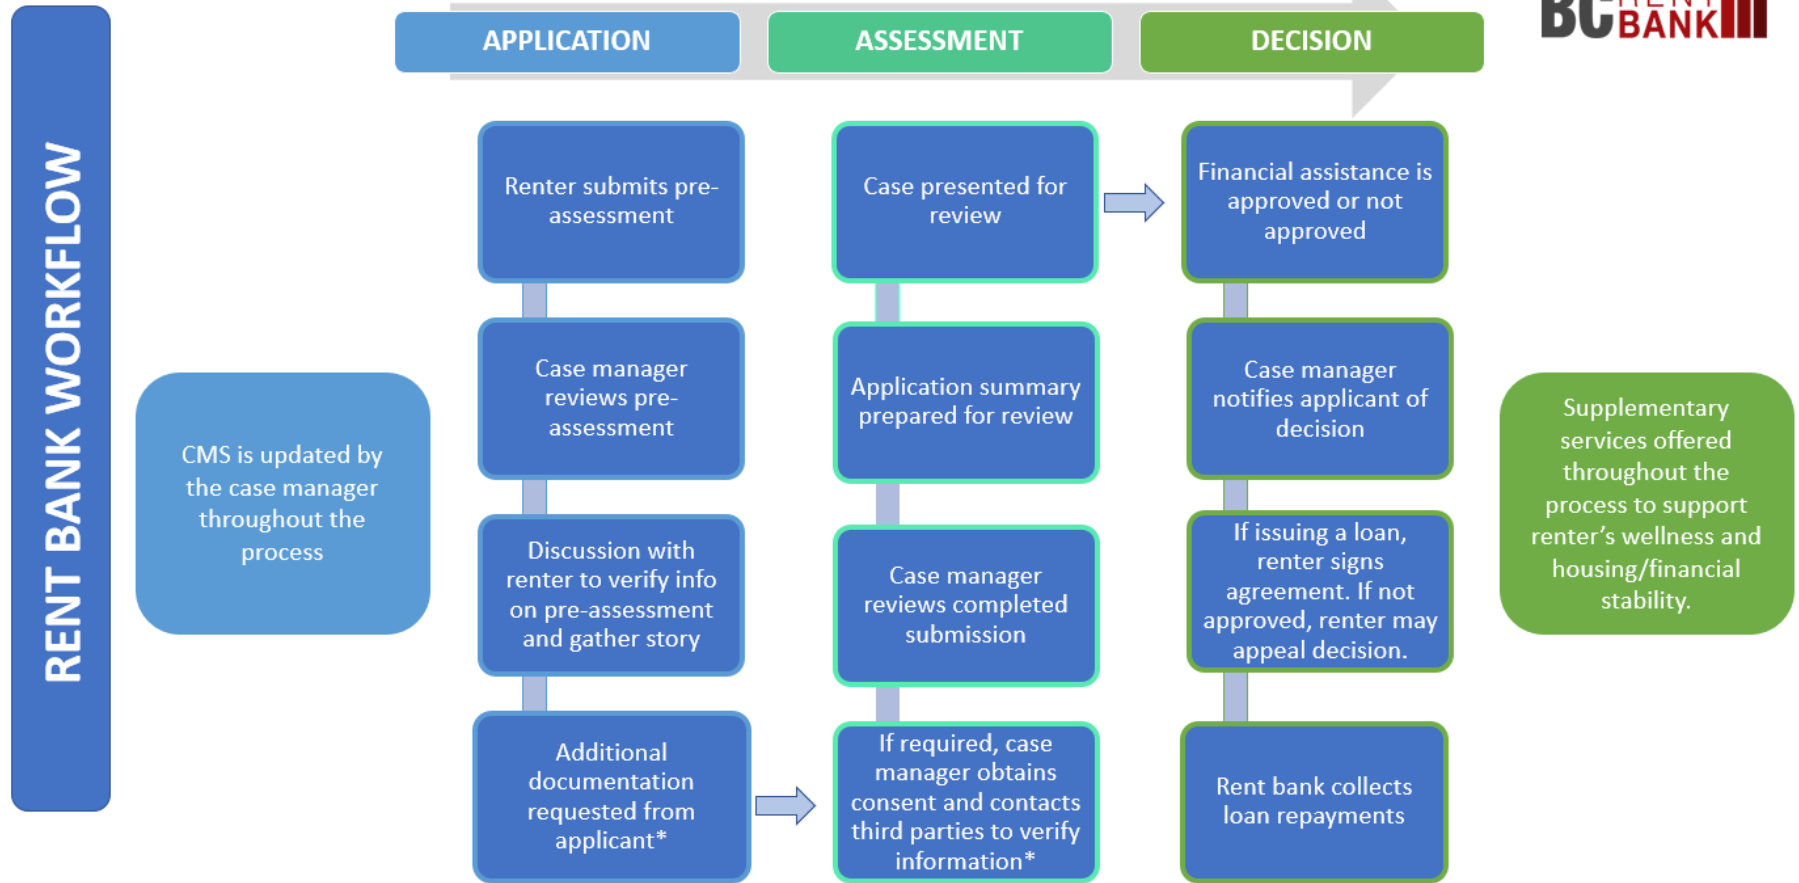 RENT BANK WORKFLOW
APPLICATION
ASSESSMENT
DECISION
BC RENT
BANK
CMS is updated by
the case manager
throughout the
process
Renter submits pre-
assessment
Case manager
reviews pre-
assessment
Discussion with
renter to verify info
on pre-assessment
and gather story
Additional
documentation
requested from
applicant*
If required, case
manager obtains
consent and contacts
third parties to verify
information*
Case manager
reviews completed
submission
Application summary
prepared for review
Case presented for
review
Financial assistance is
approved or not
approved
Case manager
notifies applicant of
decision
If issuing a loan,
renter signs
agreement. If not
approved, renter may
appeal decision.
Rent bank collects
loan repayments
Supplementary
services offered
throughout the
process to support
renter’s wellness and
housing/financial
stability.